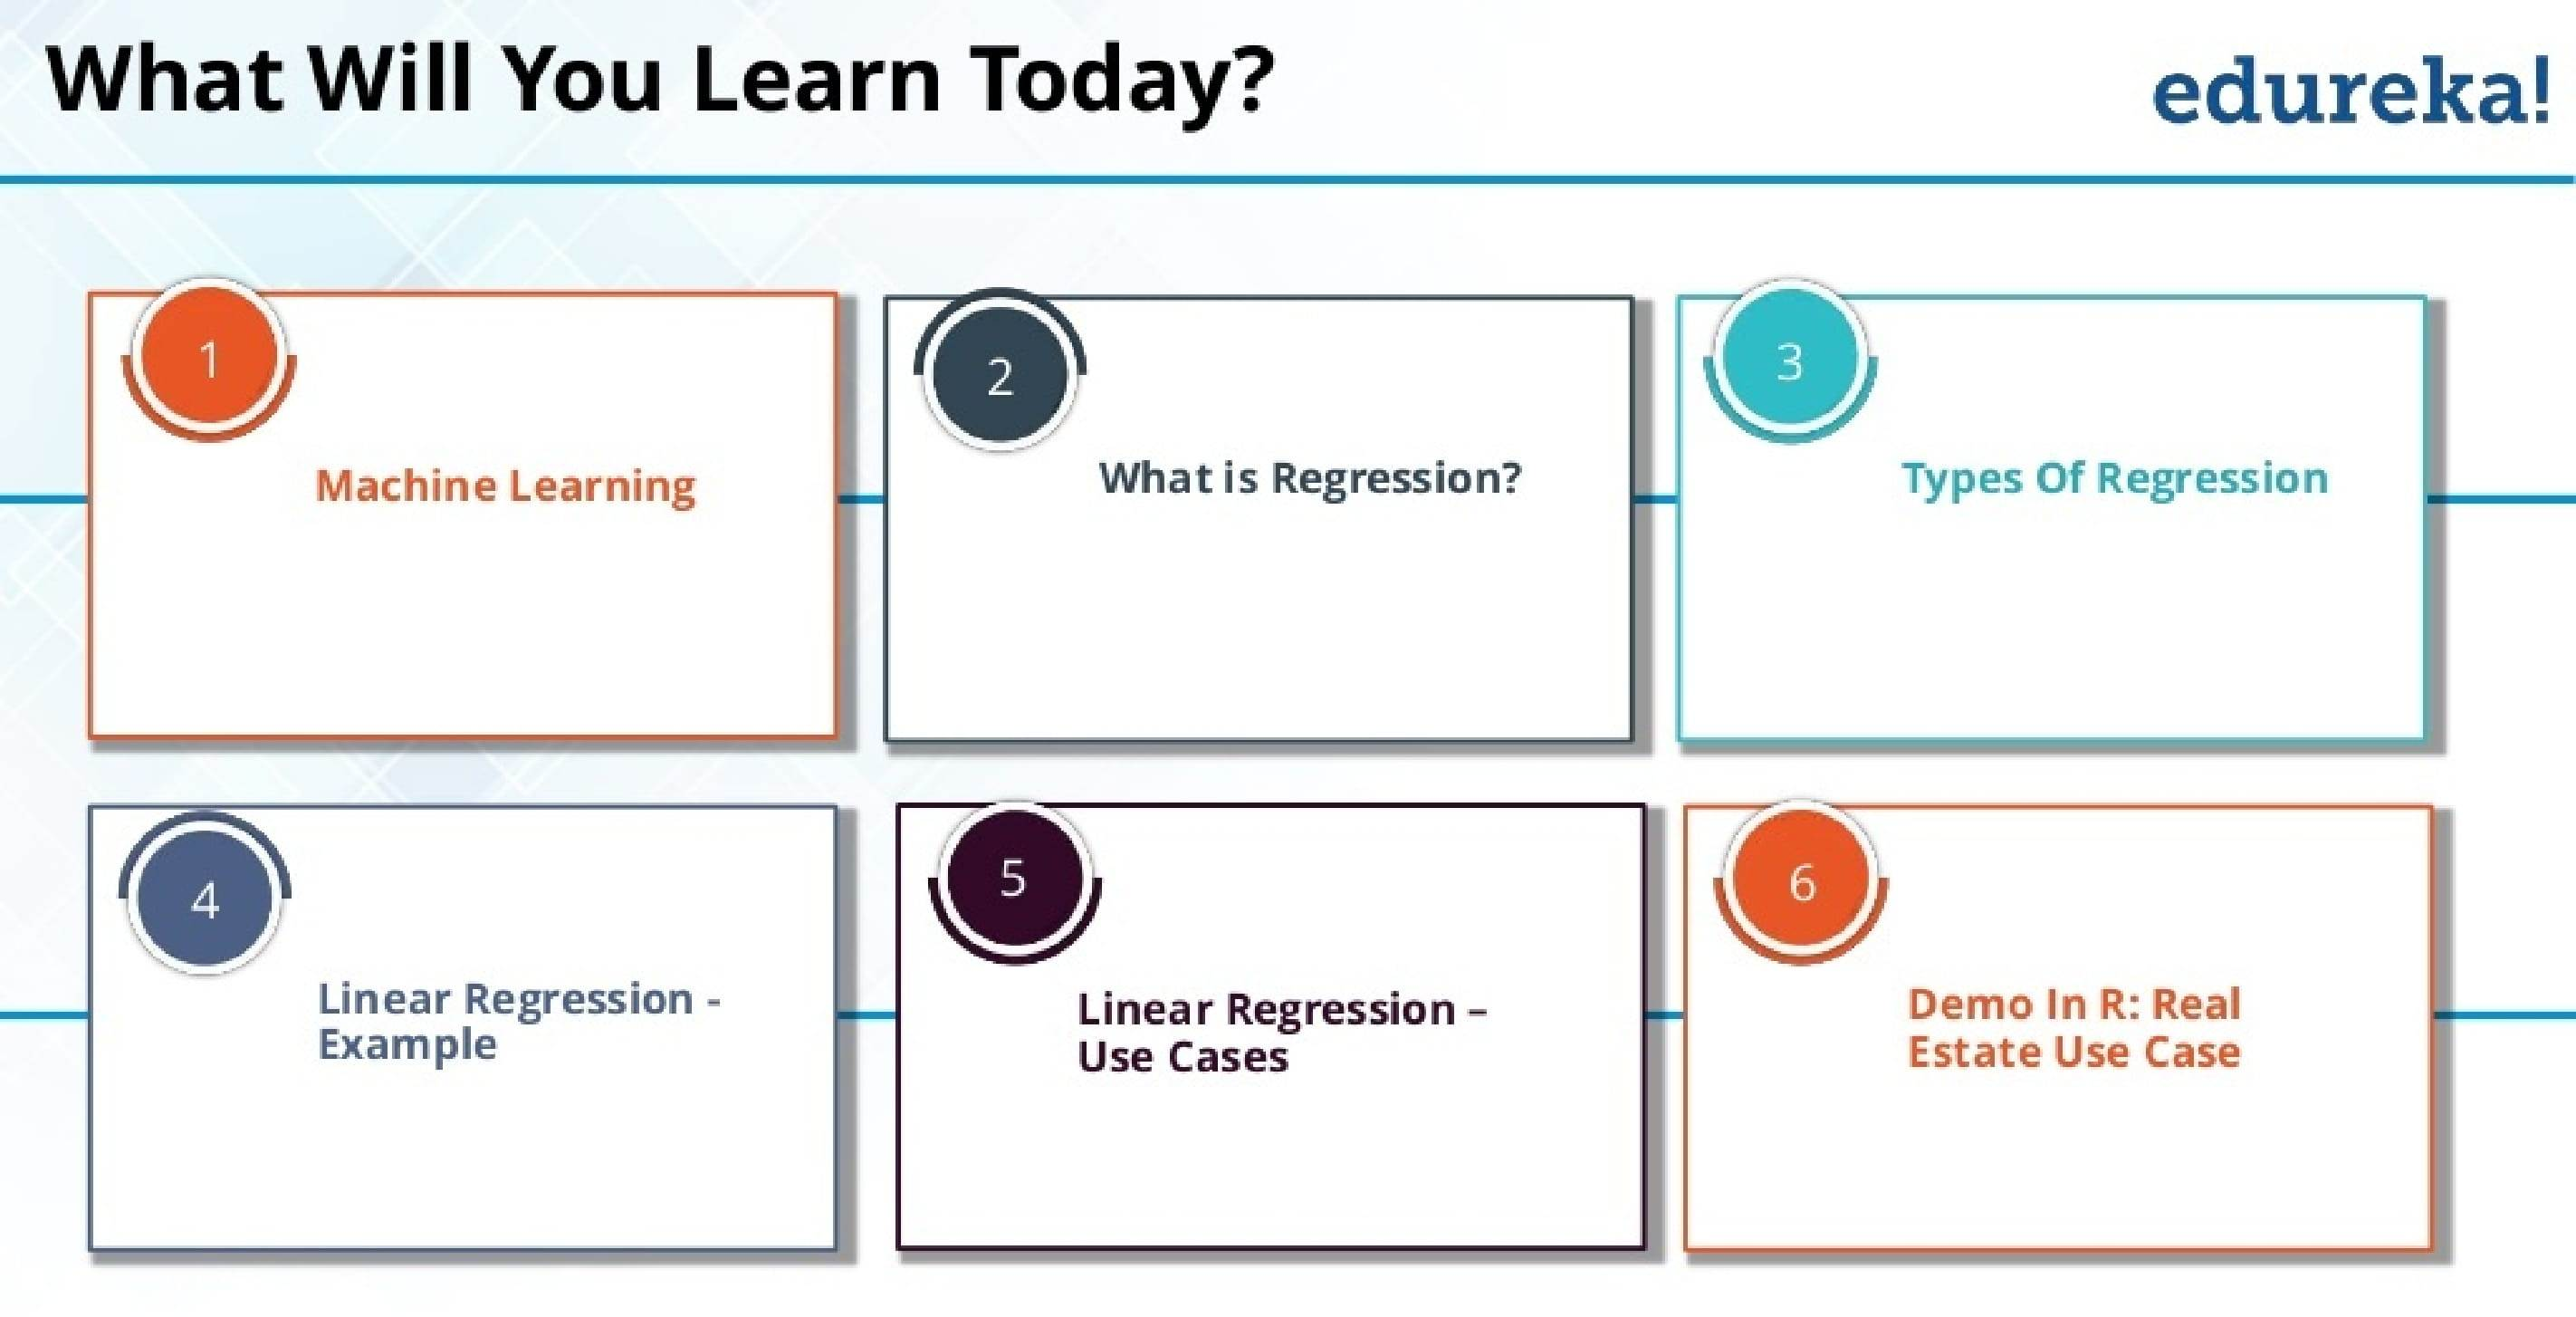 What Will You Learn Today?
edureka!
1
Machine Learning
2
What is Regression?
3
Types Of Regression
4
Linear Regression -
Example
5
Linear Regression –
Use Cases
6
Demo In R: Real
Estate Use Case